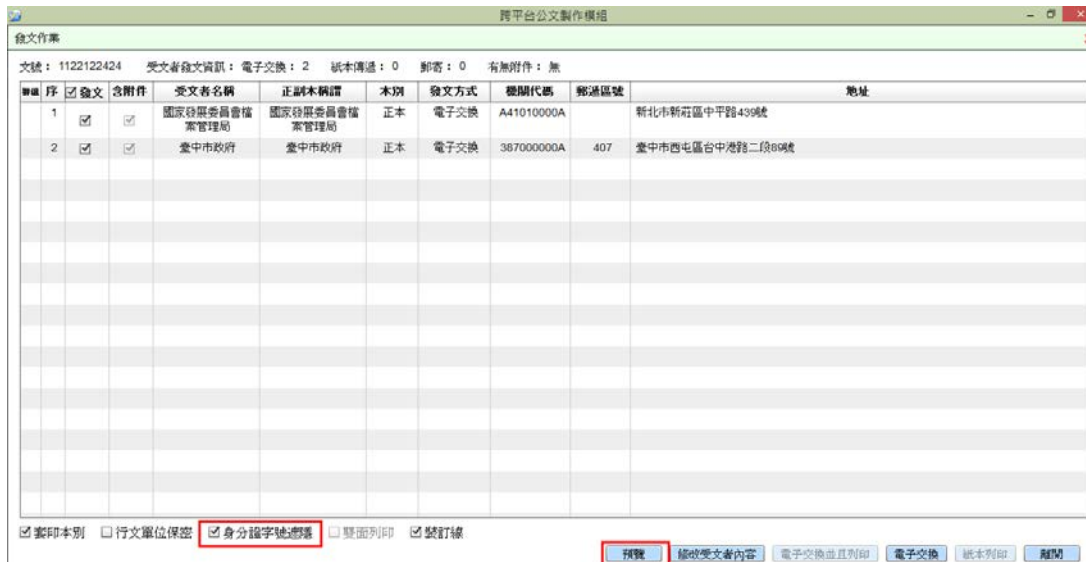 跨平台公文製作模組
發文作業
文號： 1122122424 受文者發文資訊： 電子交換： 2 紙本傳遞： 0 郵寄： 0 有無附件： 無
序 發文 含附件 受文者名稱 正副本稱謂 本別 發文方式 機關代碼 郵遞區號 地址
1 國家發展委員會檔案管理局 國家發展委員會檔案管理局 正本 電子交換 A41010000A 新北市新莊區中平路439號
2 臺中市政府 臺中市政府 正本 電子交換 387000000A 407 臺中市西屯區台中港路二段89號
套印本別 行文單位保密 身分證字號遮隱 雙面列印 裝訂線
預覽 修改受文者內容 電子交換並且列印 電子交換 紙本列印 離開